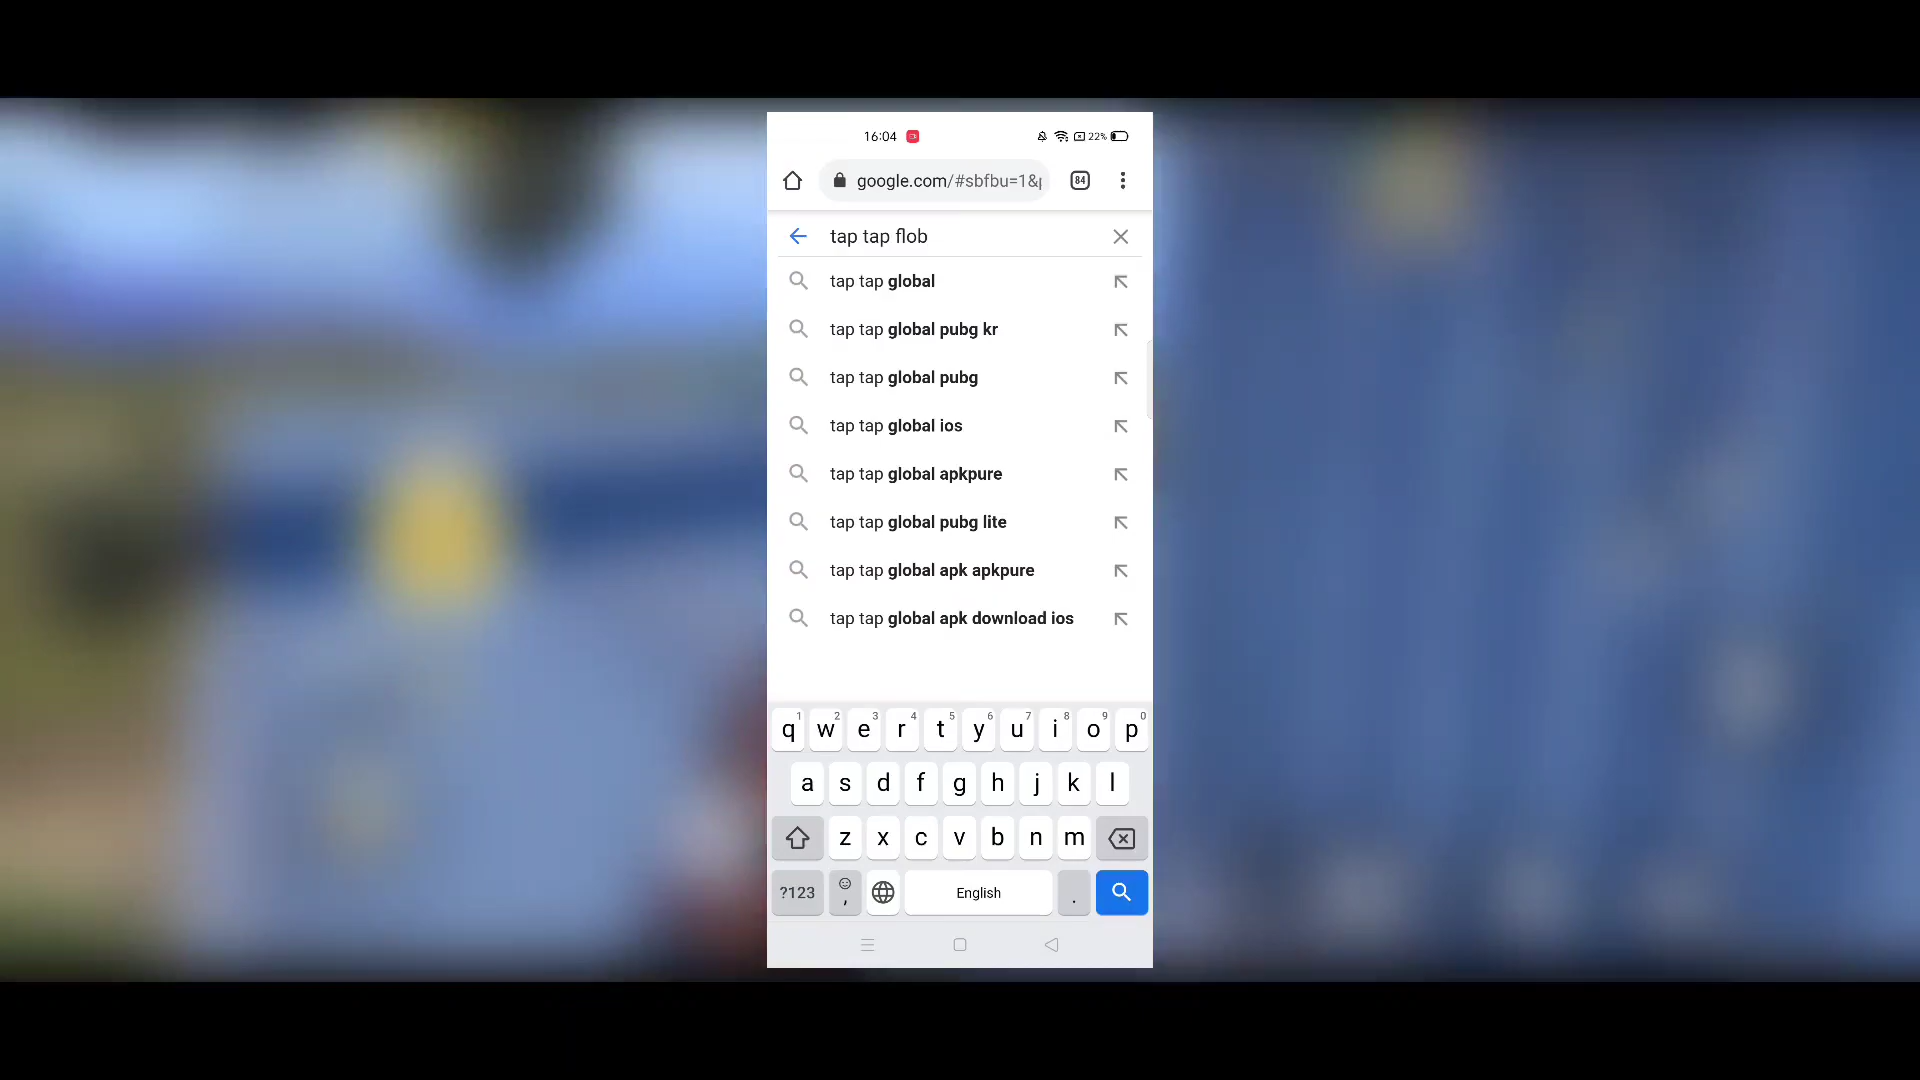 16:04 22%
google.com/#sbfbu=1& 84
tap tap flob
tap tap global
tap tap global pubg kr
tap tap global pubg
tap tap global ios
tap tap global apkpure
tap tap global pubg lite
tap tap global apk apkpure
tap tap global apk download ios
1 2 3 4 5 6 7 8 9 0
q w e r t y u i o p
a s d f g h j k l
z x c v b n m
?123 , English .